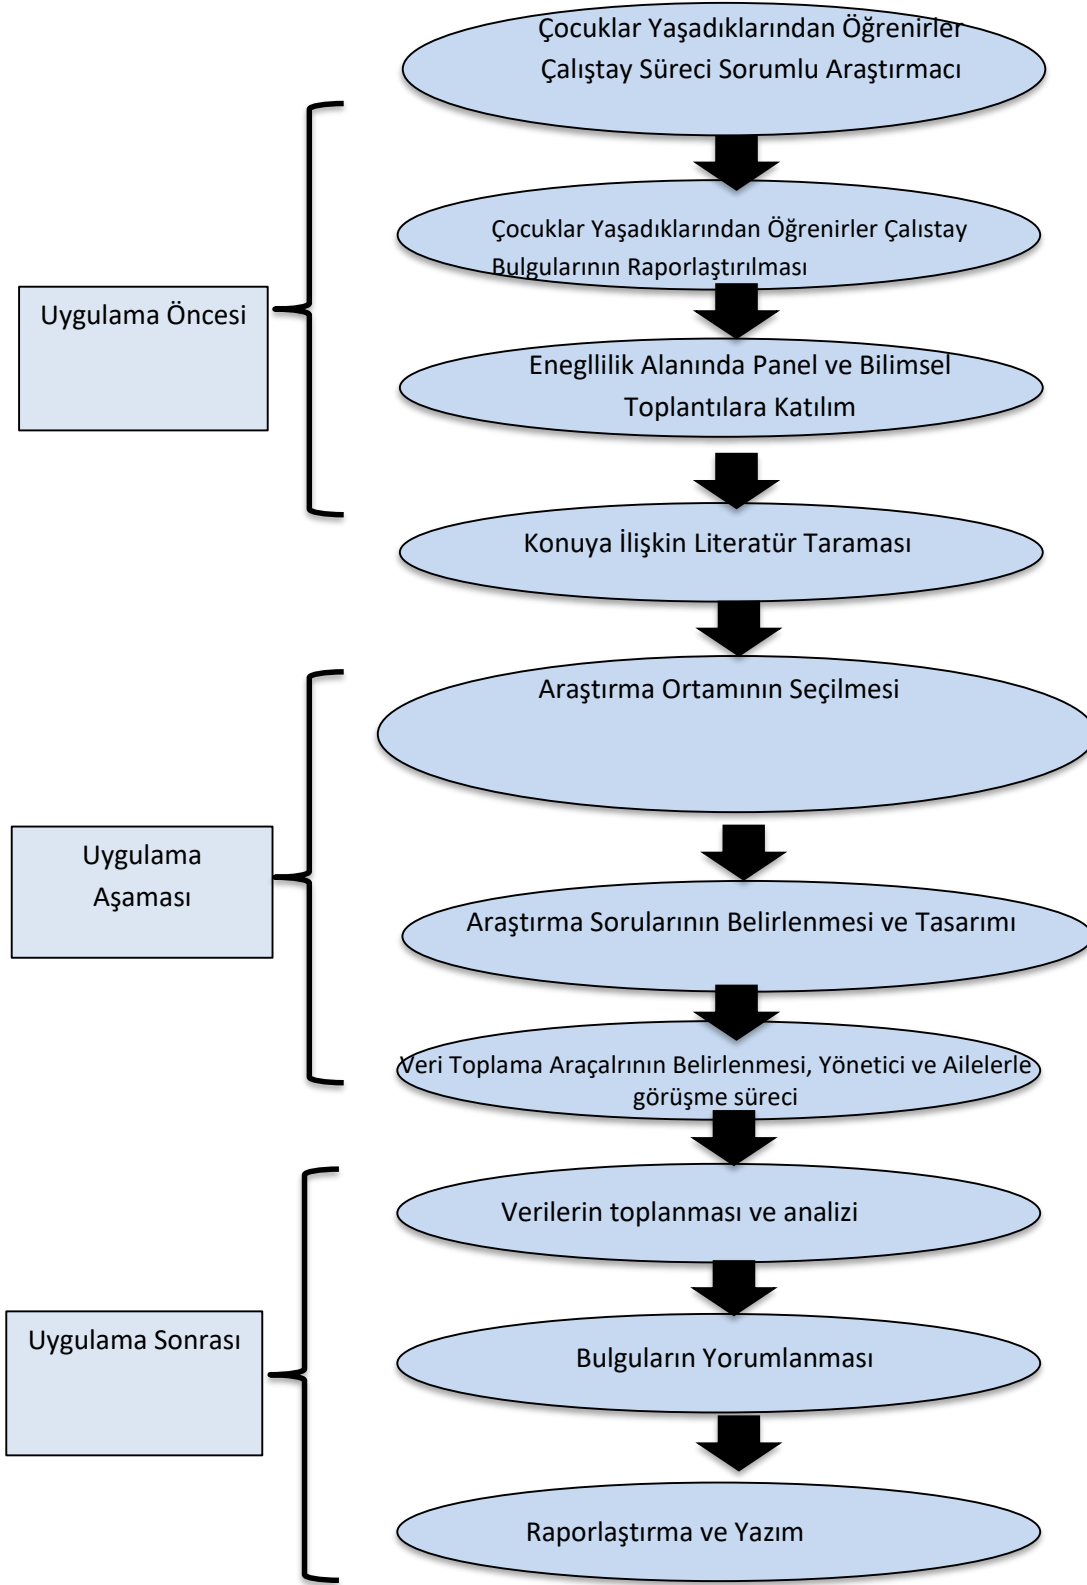 Çocuklar Yaşadıklarından Öğrenirler
Çalıştay Süreci Sorumlu Araştırmacı
Çocuklar Yaşadıklarından Öğrenirler Çalıstay
Bulgularının Raporlaştırılması
Uygulama Öncesi
Enegllilik Alanında Panel ve Bilimsel
Toplantılara Katılım
Konuya İlişkin Literatür Taraması
Araştırma Ortamının Seçilmesi
Uygulama
Aşaması
Araştırma Sorularının Belirlenmesi ve Tasarımı
Veri Toplama Araçalrının Belirlenmesi, Yönetici ve Ailelerle
görüşme süreci
Verilerin toplanması ve analizi
Uygulama Sonrası
Bulguların Yorumlanması
Raporlaştırma ve Yazım